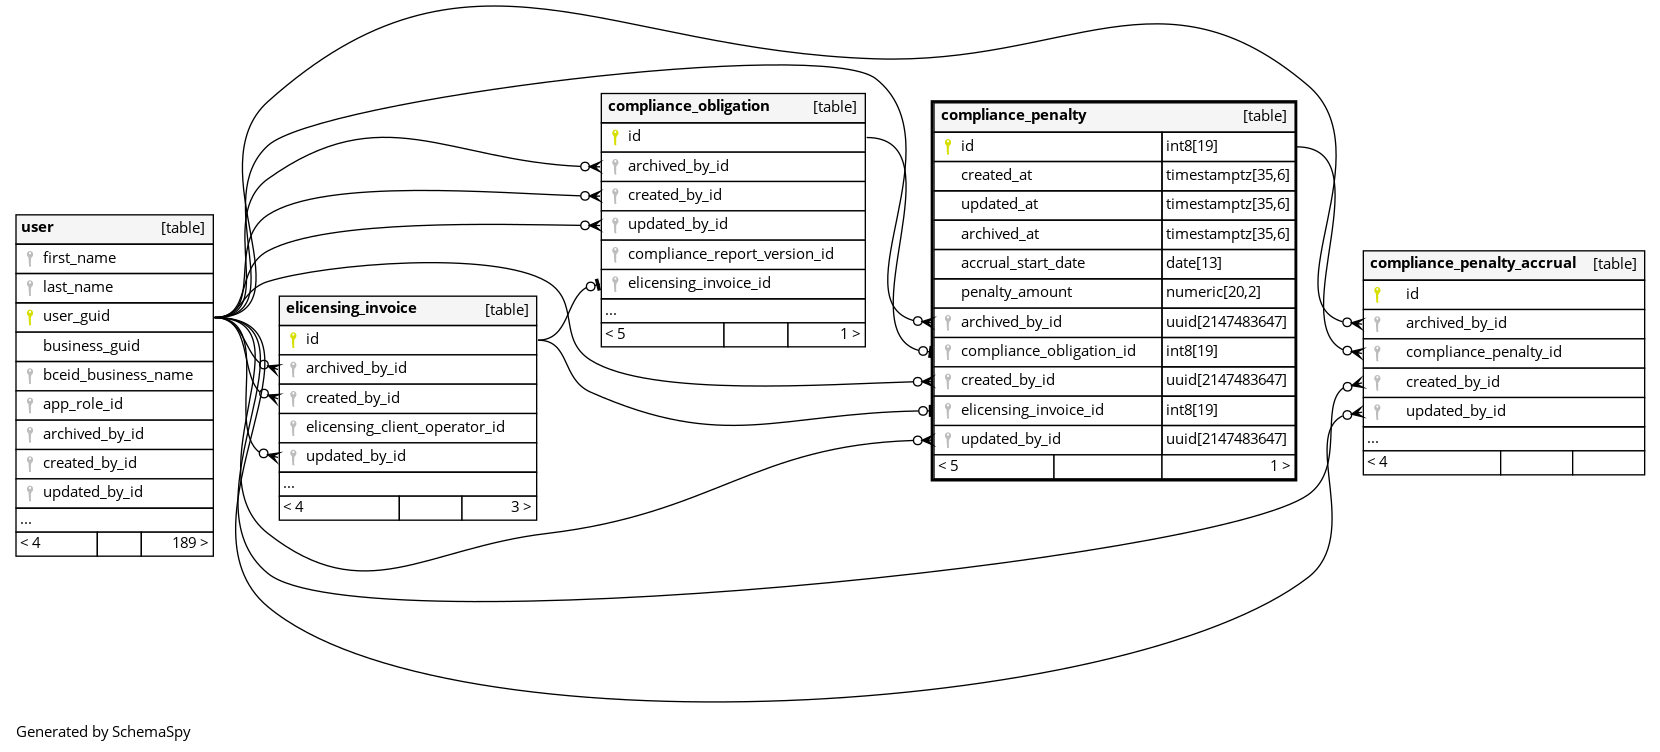 user [table]
first_name
last_name
user_guid
business_guid
bceid_business_name
app_role_id
archived_by_id
created_by_id
updated_by_id
...
< 4 189 >
elicensing_invoice [table]
id
archived_by_id
created_by_id
elicensing_client_operator_id
updated_by_id
...
< 4 3 >
compliance_obligation [table]
id
archived_by_id
created_by_id
updated_by_id
compliance_report_version_id
elicensing_invoice_id
...
< 5 1 >
compliance_penalty [table]
id int8[19]
created_at timestamptz[35,6]
updated_at timestamptz[35,6]
archived_at timestamptz[35,6]
accrual_start_date date[13]
penalty_amount numeric[20,2]
archived_by_id uuid[2147483647]
compliance_obligation_id int8[19]
created_by_id uuid[2147483647]
elicensing_invoice_id int8[19]
updated_by_id uuid[2147483647]
< 5 1 >
compliance_penalty_accrual [table]
id
archived_by_id
compliance_penalty_id
created_by_id
updated_by_id
...
< 4
Generated by SchemaSpy